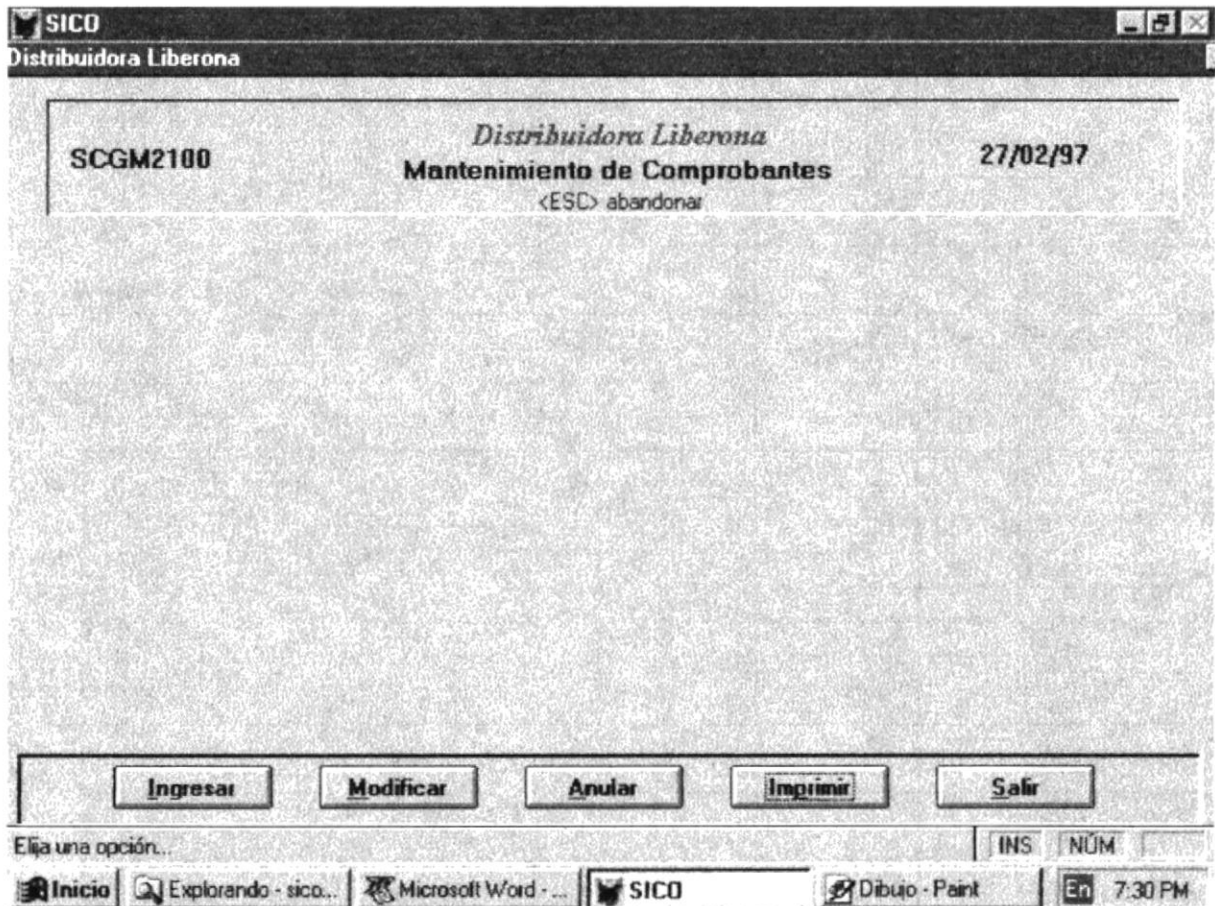 SICO
Distribuidora Liberona
SCGM2100
Distribuidora Liberona
27/02/97
Mantenimiento de Comprobantes
<ESC> abandonar
Ingresar Modificar Anular Imprimir Salir
Elija una opción... INS NÚM
Inicio Explorando - sico... Microsoft Word - ... SICO Dibujo - Paint En 7:30 PM